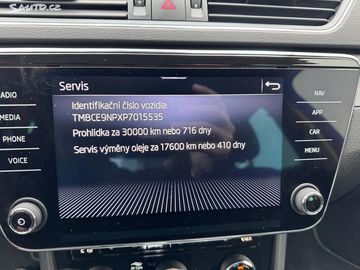 SAUTO.CZ
Servis
Identifikační číslo vozidla:
TMBCE9NPXP7015535
Prohlídka za 30000 km nebo 716 dny
Servis výměny oleje za 17600 km nebo 410 dny
RADIO
MEDIA
PHONE
VOICE
NAV
APP
CAR
MENU